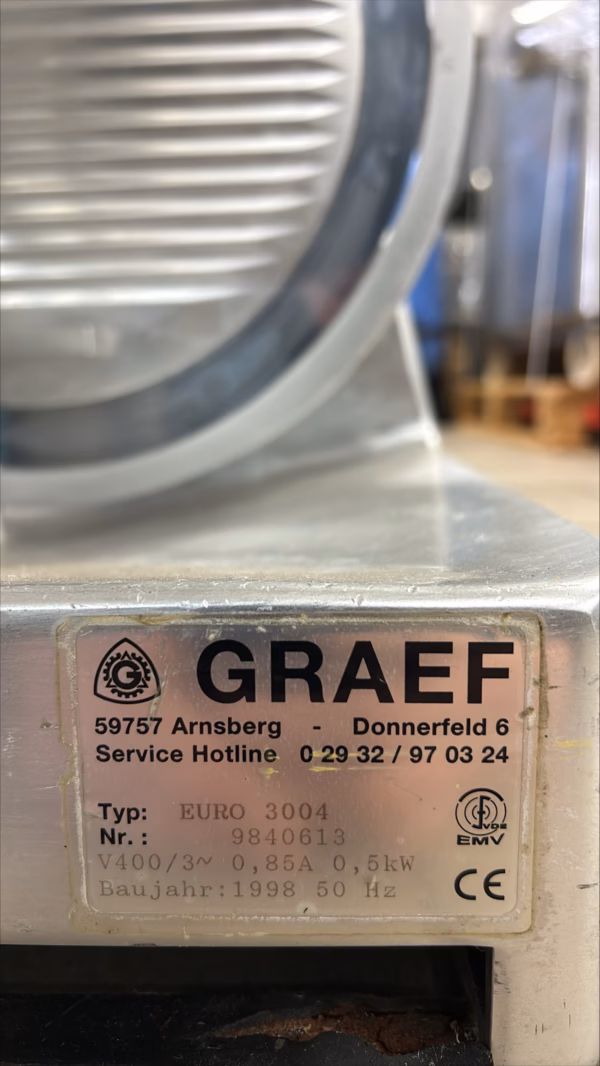 G
GRAEF
59757 Arnsberg - Donnerfeld 6
Service Hotline 0 29 32 / 97 03 24
Typ: EURO 3004
Nr. : 9840613
V400/3~ 0,85A 0,5kW
Baujahr:1998 50 Hz
VDE
EMV
CE